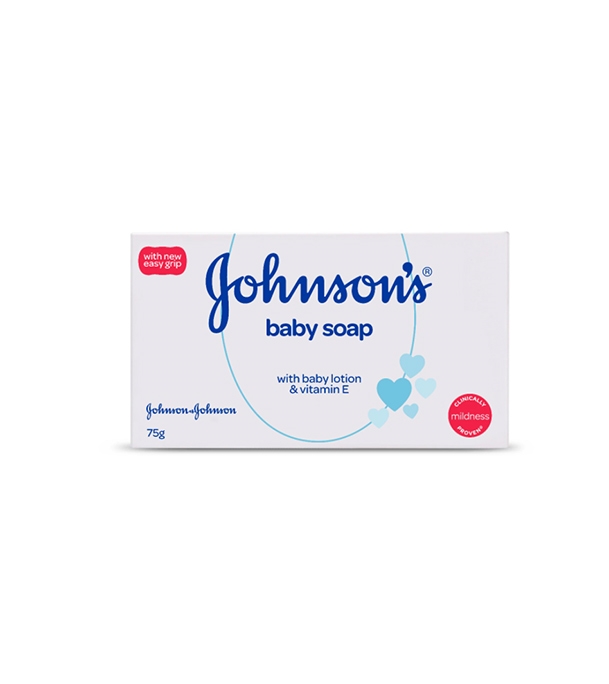 with new
easy grip
Johnson's®
baby soap
with baby lotion
& vitamin E
Johnson & Johnson
75g
CLINICALLY
mildness
PROVEN®